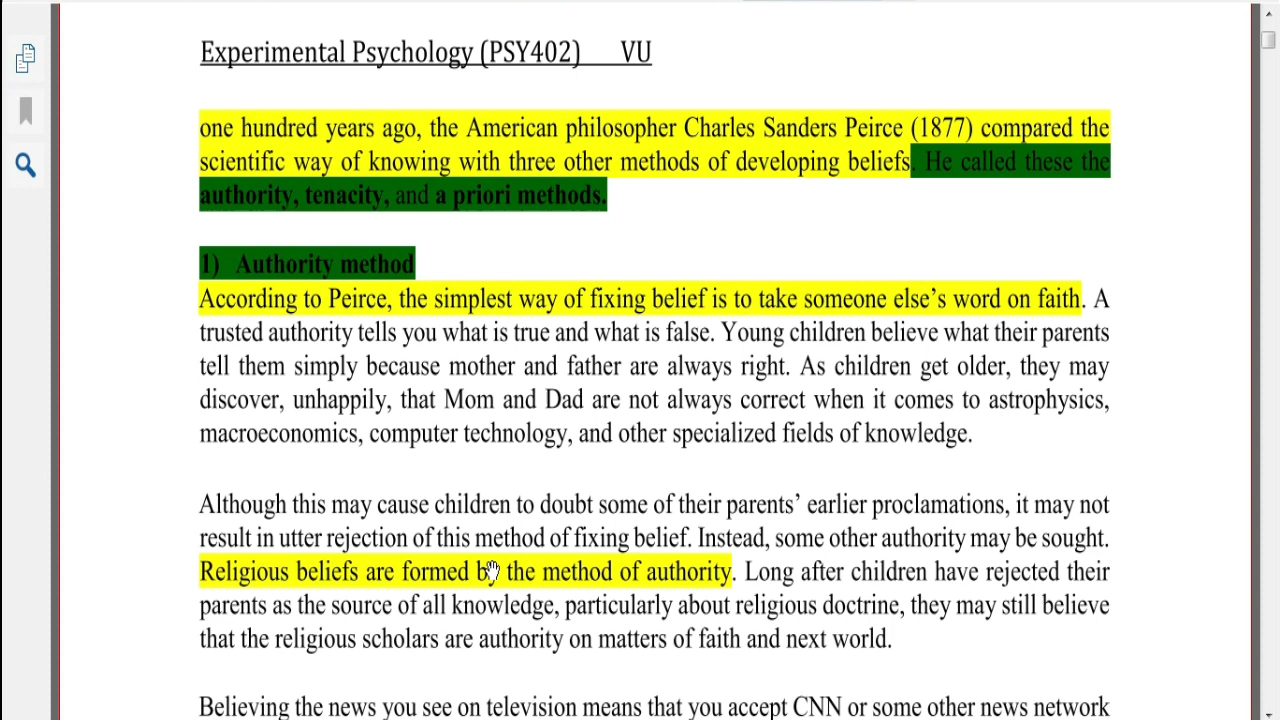 Experimental Psychology (PSY402) VU
one hundred years ago, the American philosopher Charles Sanders Peirce (1877) compared the
scientific way of knowing with three other methods of developing beliefs. He called these the
authority, tenacity, and a priori methods.
1) Authority method
According to Peirce, the simplest way of fixing belief is to take someone else’s word on faith. A
trusted authority tells you what is true and what is false. Young children believe what their parents
tell them simply because mother and father are always right. As children get older, they may
discover, unhappily, that Mom and Dad are not always correct when it comes to astrophysics,
macroeconomics, computer technology, and other specialized fields of knowledge.
Although this may cause children to doubt some of their parents’ earlier proclamations, it may not
result in utter rejection of this method of fixing belief. Instead, some other authority may be sought.
Religious beliefs are formed by the method of authority. Long after children have rejected their
parents as the source of all knowledge, particularly about religious doctrine, they may still believe
that the religious scholars are authority on matters of faith and next world.
Believing the news you see on television means that you accept CNN or some other news network